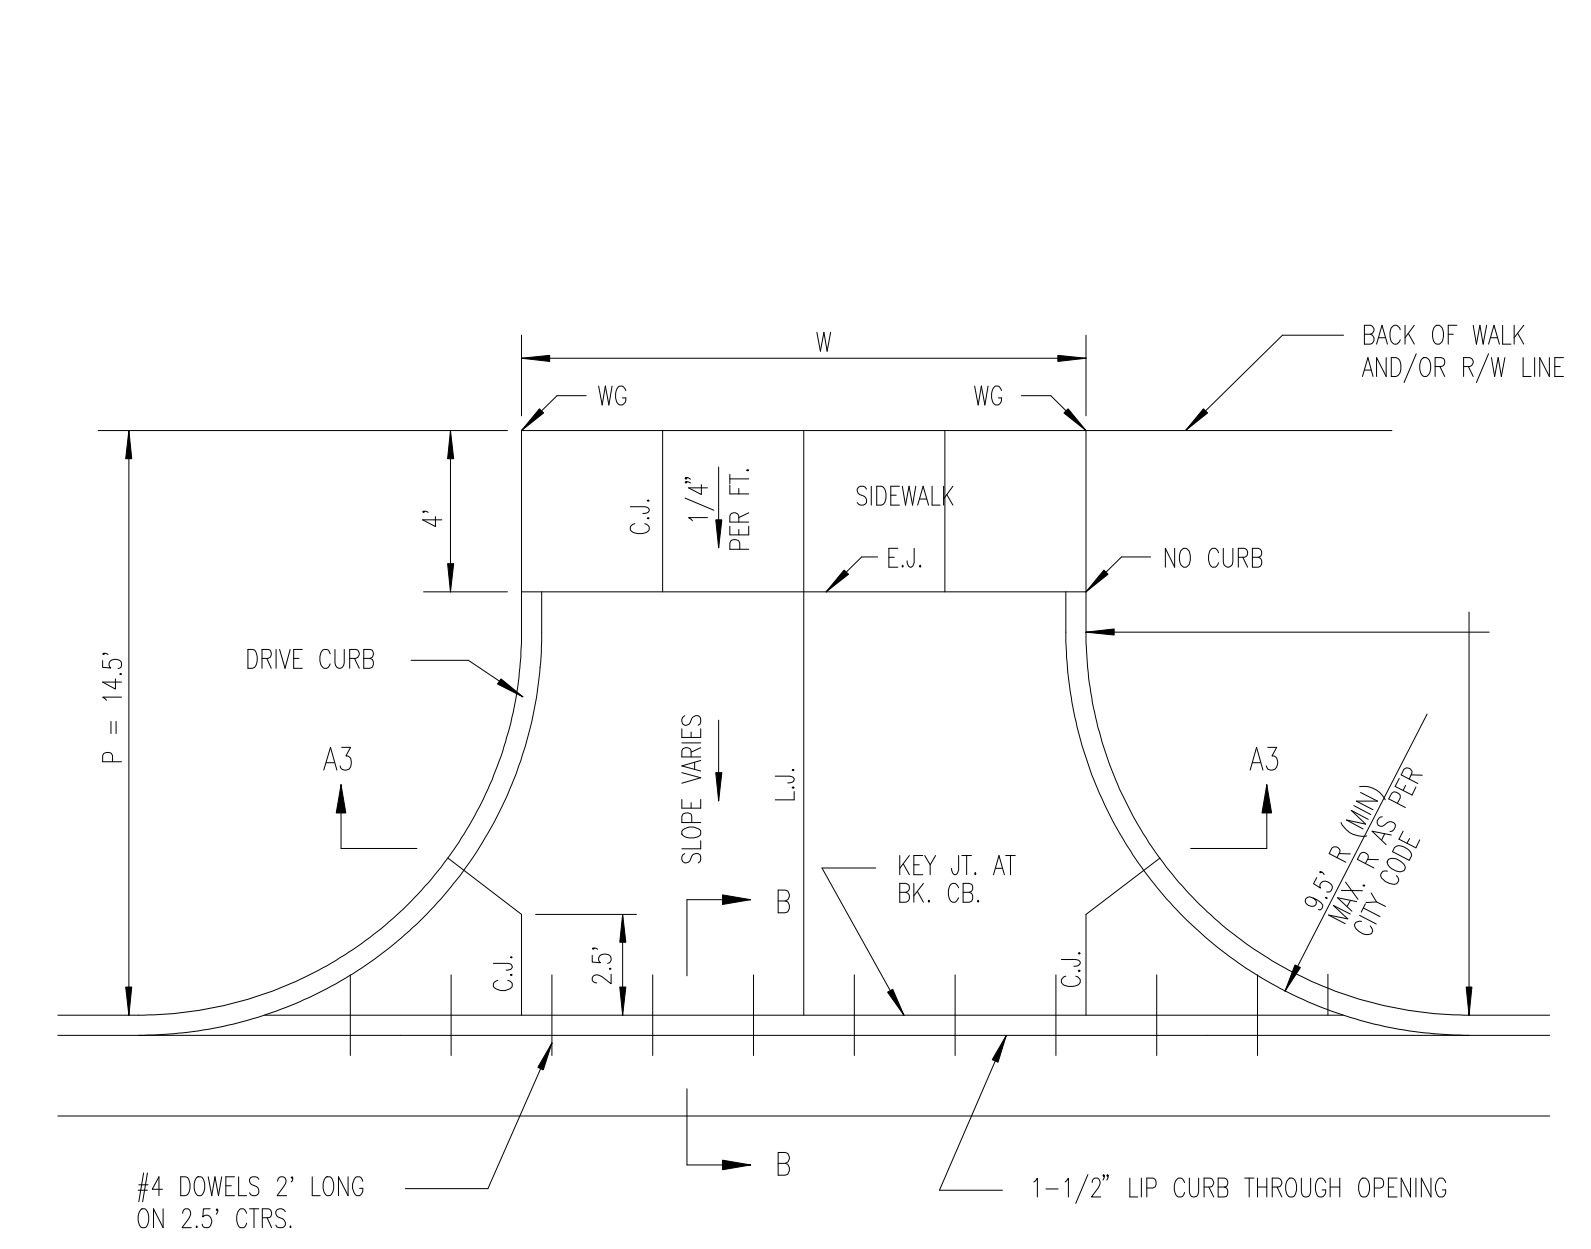 W
BACK OF WALK
AND/OR R/W LINE
WG
WG
4'
C.J.
1/4"
PER FT.
SIDEWALK
E.J.
NO CURB
P = 14.5'
DRIVE CURB
A3
SLOPE VARIES
L.J.
A3
9.5' R (MIN)
MAX. R AS PER
CITY CODE
KEY JT. AT
BK. CB.
B
C.J.
2.5'
C.J.
B
#4 DOWELS 2' LONG
ON 2.5' CTRS.
1-1/2" LIP CURB THROUGH OPENING